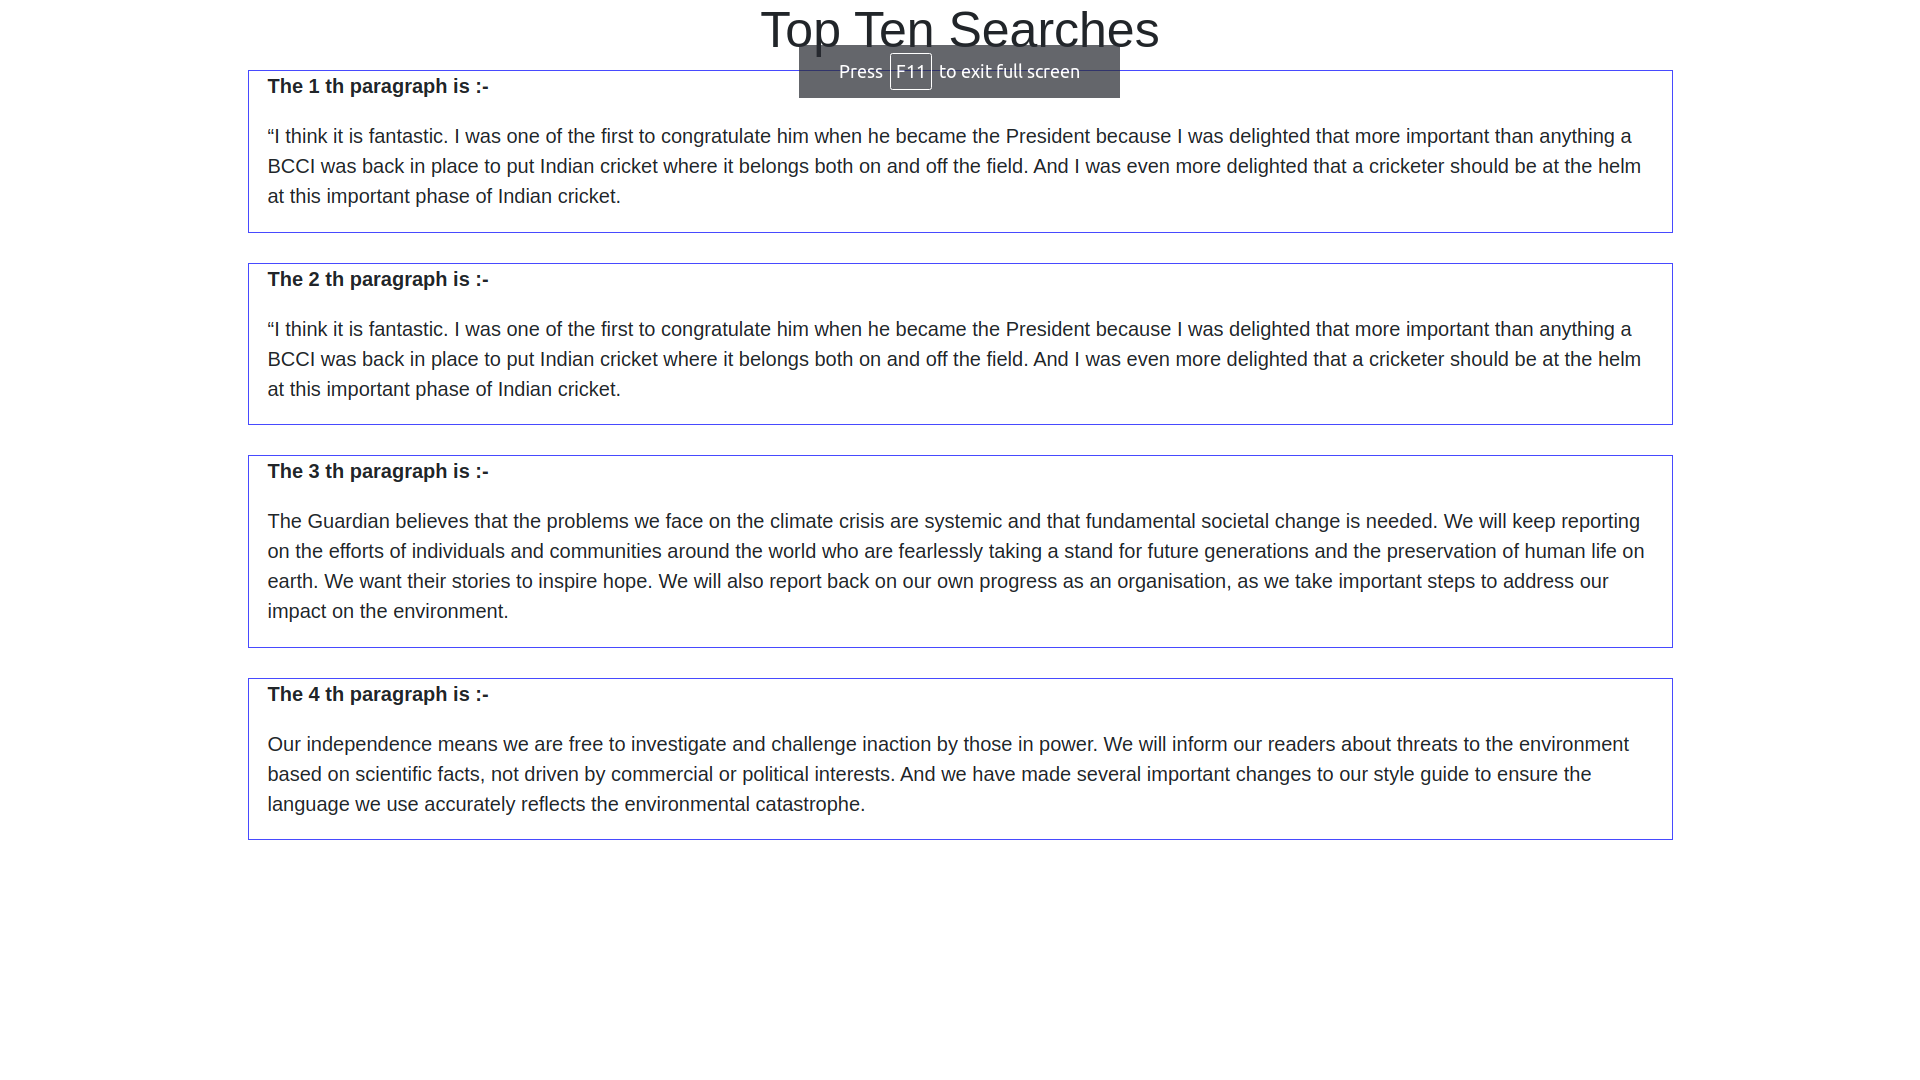 Top Ten Searches
Press F11 to exit full screen
The 1 th paragraph is :-
“I think it is fantastic. I was one of the first to congratulate him when he became the President because I was delighted that more important than anything a
BCCI was back in place to put Indian cricket where it belongs both on and off the field. And I was even more delighted that a cricketer should be at the helm
at this important phase of Indian cricket.
The 2 th paragraph is :-
“I think it is fantastic. I was one of the first to congratulate him when he became the President because I was delighted that more important than anything a
BCCI was back in place to put Indian cricket where it belongs both on and off the field. And I was even more delighted that a cricketer should be at the helm
at this important phase of Indian cricket.
The 3 th paragraph is :-
The Guardian believes that the problems we face on the climate crisis are systemic and that fundamental societal change is needed. We will keep reporting
on the efforts of individuals and communities around the world who are fearlessly taking a stand for future generations and the preservation of human life on
earth. We want their stories to inspire hope. We will also report back on our own progress as an organisation, as we take important steps to address our
impact on the environment.
The 4 th paragraph is :-
Our independence means we are free to investigate and challenge inaction by those in power. We will inform our readers about threats to the environment
based on scientific facts, not driven by commercial or political interests. And we have made several important changes to our style guide to ensure the
language we use accurately reflects the environmental catastrophe.